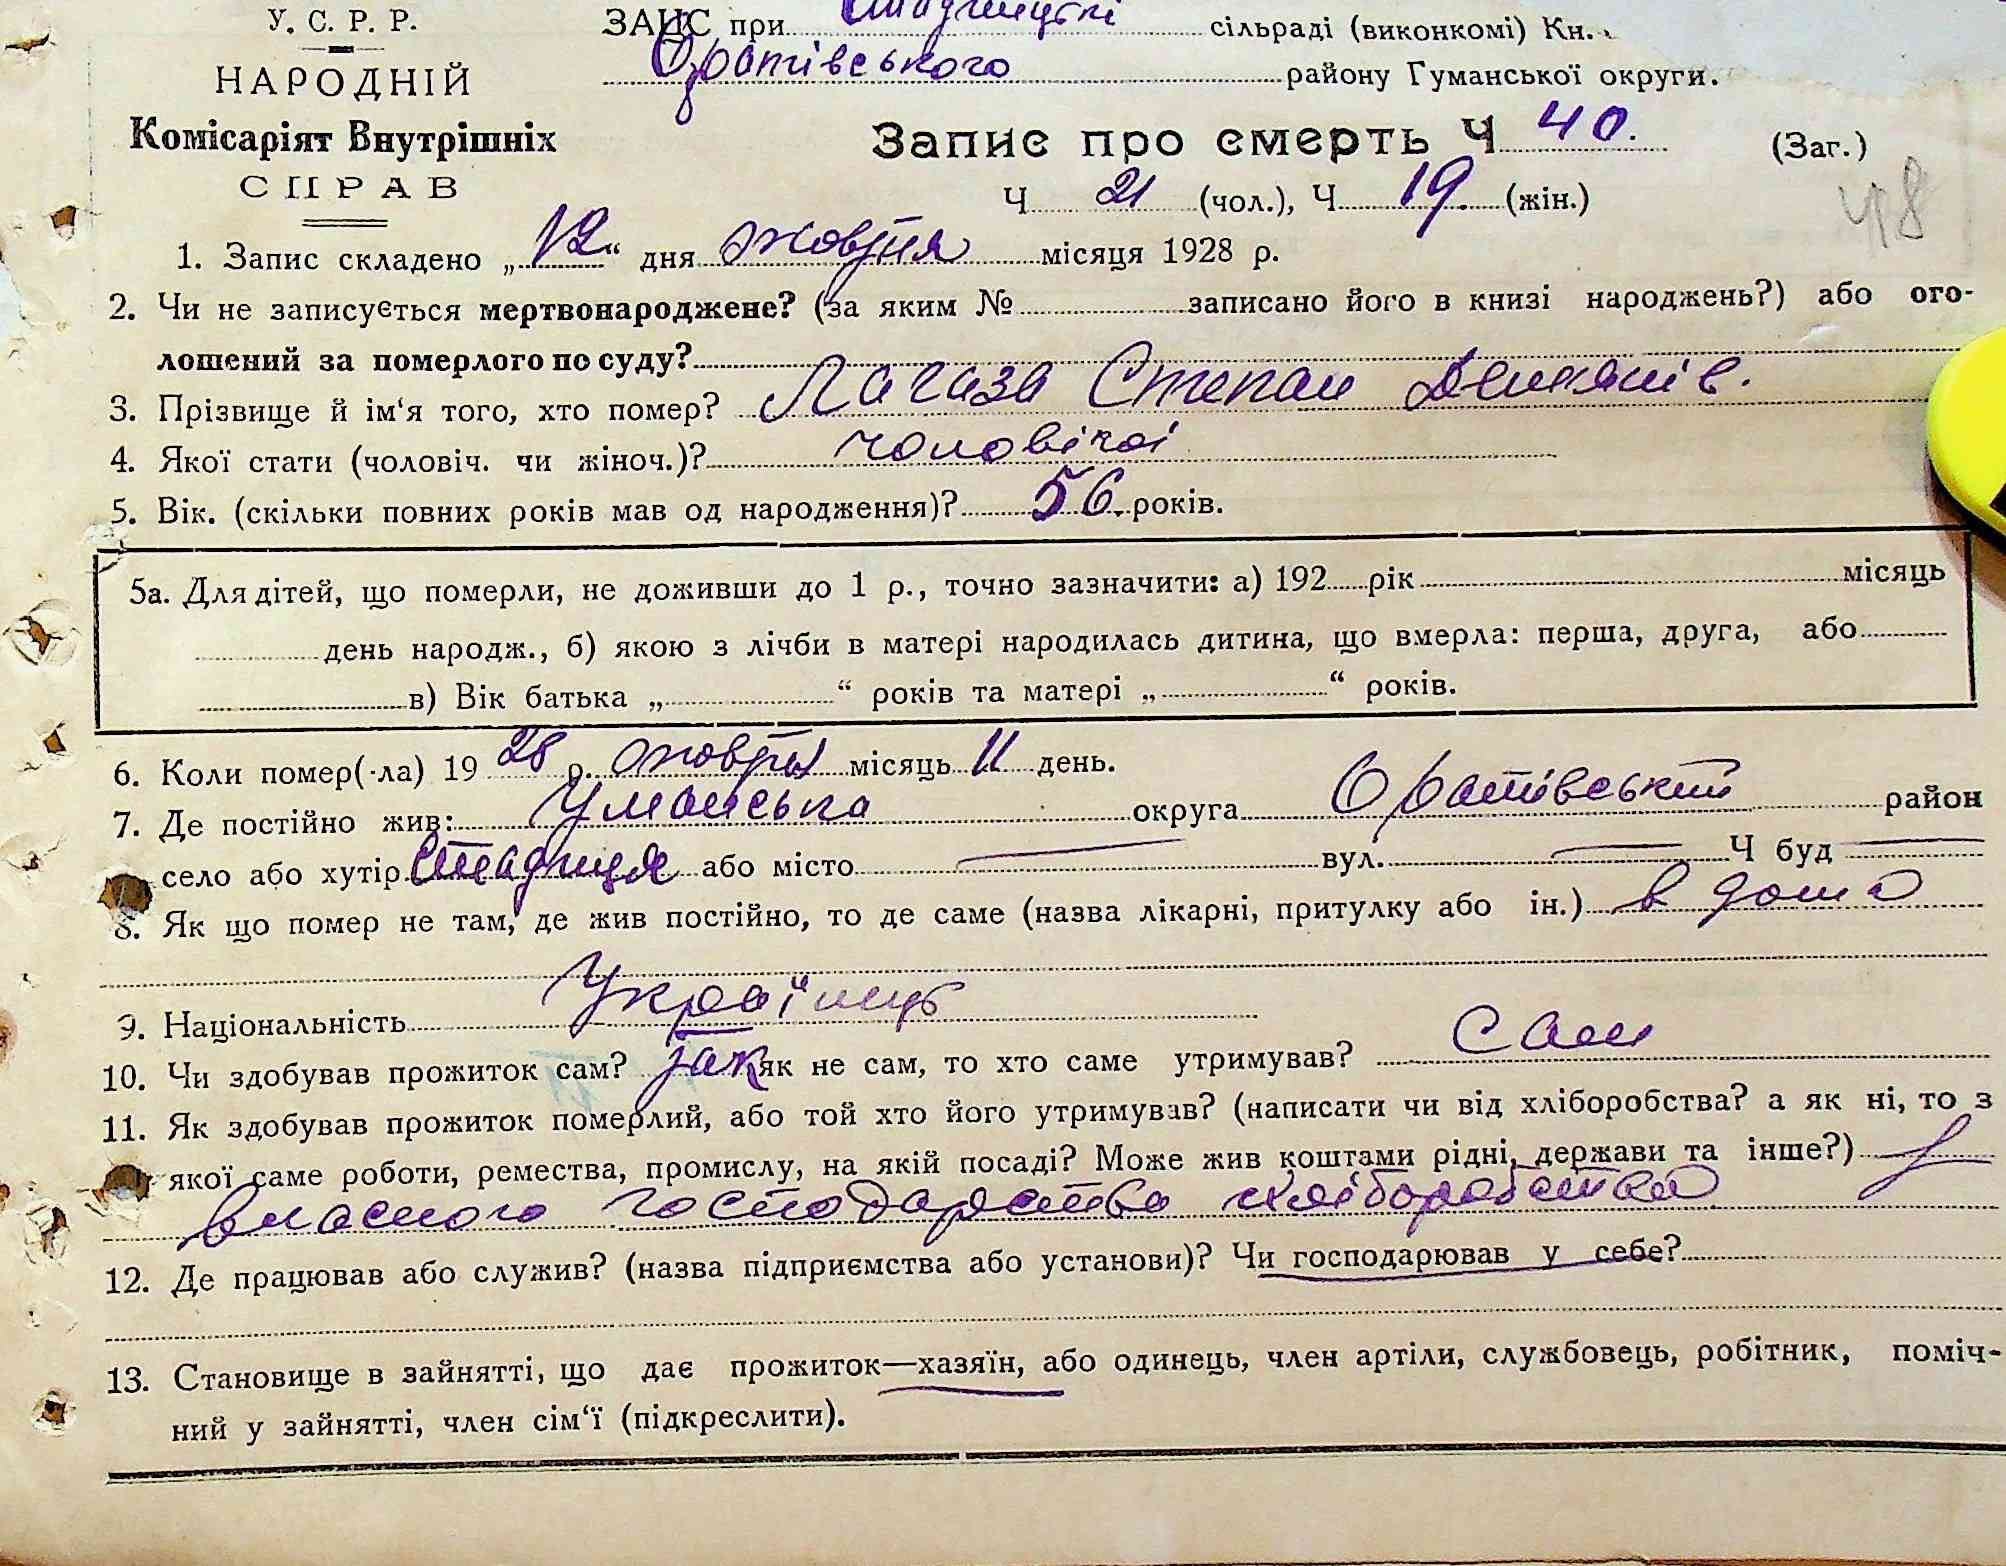 У. С. Р. Р.
НАРОДНІЙ
Комісаріят Внутрішніх
СПРАВ
ЗАЦС при Стадницькі сільраді (виконкомі) Кн.
Оратівського району Гуманської округи.
Запис про смерть Ч 40. (Заг.)
Ч 21 (чол.), Ч 19. (жін.)
48
1. Запис складено „12“ дня жовтня місяця 1928 р.
2. Чи не записується мертвонароджене? (за яким № записано його в книзі народжень?) або ого-
лошений за померлого по суду?
3. Прізвище й ім‘я того, хто помер? Лагаза Степан Демянів.
4. Якої стати (чоловіч. чи жіноч.)? чоловічої
5. Вік. (скільки повних років мав од народження)? 56. років.
5а. Для дітей, що померли, не доживши до 1 р., точно зазначити: а) 192 рік місяць
день народж., б) якою з лічби в матері народилась дитина, що вмерла: перша, друга, або
в) Вік батька „ “ років та матері „ “ років.
6. Коли помер(-ла) 19 28 р. жовтня місяць 11 день.
7. Де постійно жив: Уманська округа Оратівський район
село або хутір Стадниця або місто — вул. — Ч буд —
8. Як що помер не там, де жив постійно, то де саме (назва лікарні, притулку або ін.) в дома
9. Національність Українць
10. Чи здобував прожиток сам? так як не сам, то хто саме утримував? Сам
11. Як здобував прожиток померлий, або той хто його утримував? (написати чи від хліборобства? а як ні, то з
якої саме роботи, ремества, промислу, на якій посаді? Може жив коштами рідні, держави та інше?) з
власного господарства хліборобства
12. Де працював або служив? (назва підприємства або установи)? Чи господарював у себе?
13. Становище в зайнятті, що дає прожиток—хазяїн, або одинець, член артіли, службовець, робітник, поміч-
ний у зайнятті, член сім‘ї (підкреслити).